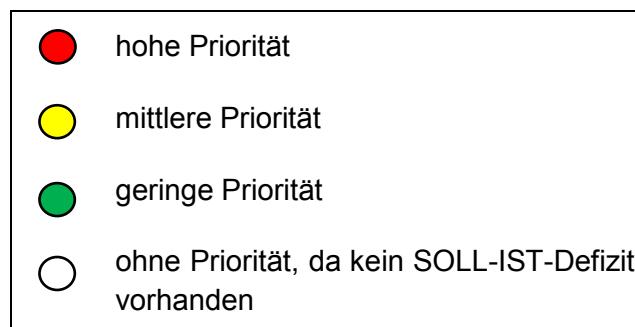 hohe Priorität
mittlere Priorität
geringe Priorität
ohne Priorität, da kein SOLL-IST-Defizit
vorhanden